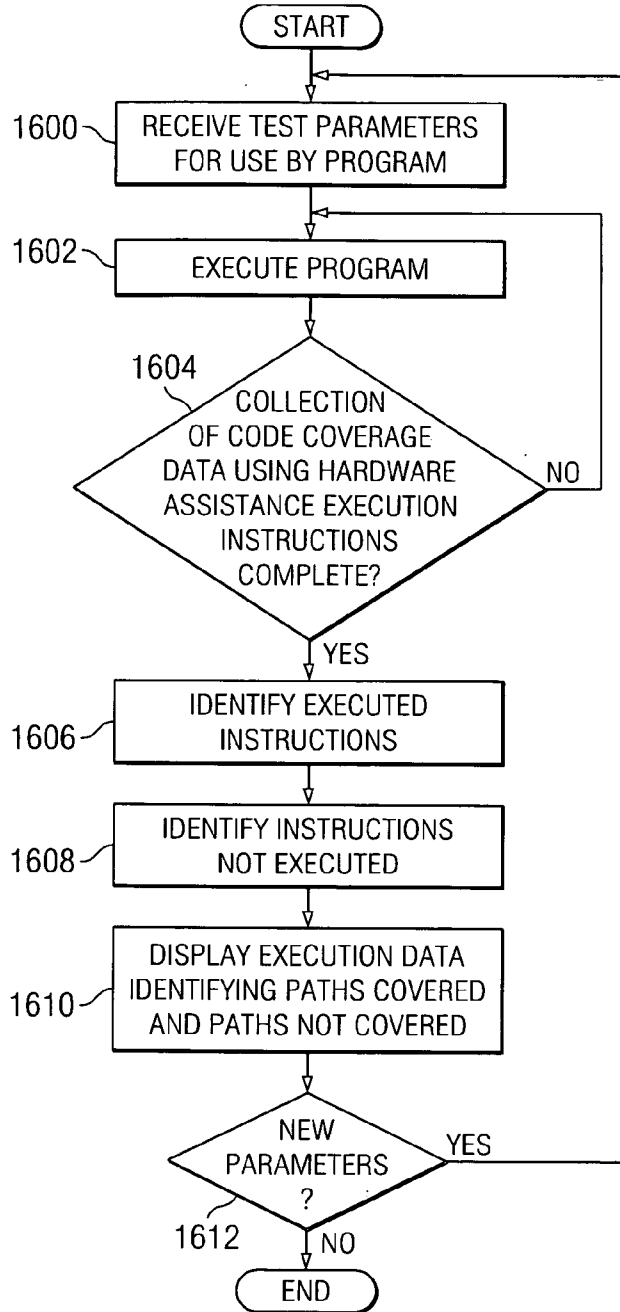 START
1600
RECEIVE TEST PARAMETERS
FOR USE BY PROGRAM
1602
EXECUTE PROGRAM
1604
COLLECTION
OF CODE COVERAGE
DATA USING HARDWARE
ASSISTANCE EXECUTION
INSTRUCTIONS
COMPLETE?
NO
YES
1606
IDENTIFY EXECUTED
INSTRUCTIONS
1608
IDENTIFY INSTRUCTIONS
NOT EXECUTED
1610
DISPLAY EXECUTION DATA
IDENTIFYING PATHS COVERED
AND PATHS NOT COVERED
NEW
PARAMETERS
?
YES
1612
NO
END